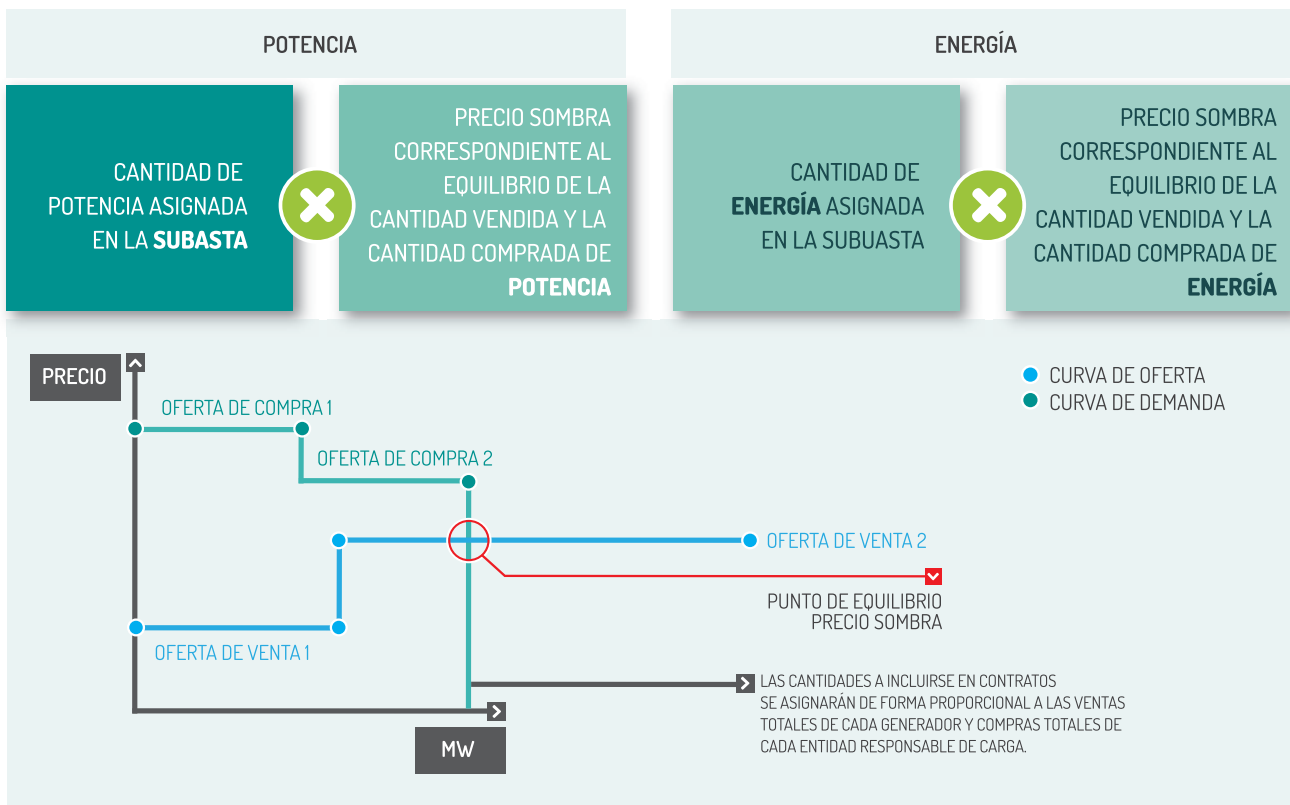 POTENCIA
CANTIDAD DE
POTENCIA ASIGNADA
EN LA SUBASTA
PRECIO SOMBRA
CORRESPONDIENTE AL
EQUILIBRIO DE LA
CANTIDAD VENDIDA Y LA
CANTIDAD COMPRADA DE
POTENCIA
ENERGÍA
CANTIDAD DE
ENERGÍA ASIGNADA
EN LA SUBUASTA
PRECIO SOMBRA
CORRESPONDIENTE AL
EQUILIBRIO DE LA
CANTIDAD VENDIDA Y LA
CANTIDAD COMPRADA DE
ENERGÍA
PRECIO
CURVA DE OFERTA
CURVA DE DEMANDA
OFERTA DE COMPRA 1
OFERTA DE COMPRA 2
OFERTA DE VENTA 2
PUNTO DE EQUILIBRIO
PRECIO SOMBRA
OFERTA DE VENTA 1
LAS CANTIDADES A INCLUIRSE EN CONTRATOS
SE ASIGNARÁN DE FORMA PROPORCIONAL A LAS VENTAS
TOTALES DE CADA GENERADOR Y COMPRAS TOTALES DE
CADA ENTIDAD RESPONSABLE DE CARGA.
MW